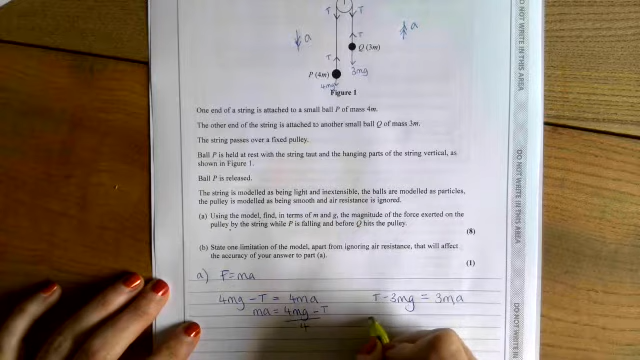 T T
a a
T
Q (3m)
T
3mg
P (4m)
4mg
Figure 1
One end of a string is attached to a small ball P of mass 4m.
The other end of the string is attached to another small ball Q of mass 3m.
The string passes over a fixed pulley.
Ball P is held at rest with the string taut and the hanging parts of the string vertical, as
shown in Figure 1.
Ball P is released.
The string is modelled as being light and inextensible, the balls are modelled as particles,
the pulley is modelled as being smooth and air resistance is ignored.
(a) Using the model, find, in terms of m and g, the magnitude of the force exerted on the
pulley by the string while P is falling and before Q hits the pulley.
(8)
(b) State one limitation of the model, apart from ignoring air resistance, that will affect
the accuracy of your answer to part (a).
(1)
a) F=ma
4mg - T = 4ma T - 3mg = 3ma
ma = 4mg - T
4
DO NOT WRITE IN THIS AREA
DO NOT WRITE IN THIS AREA